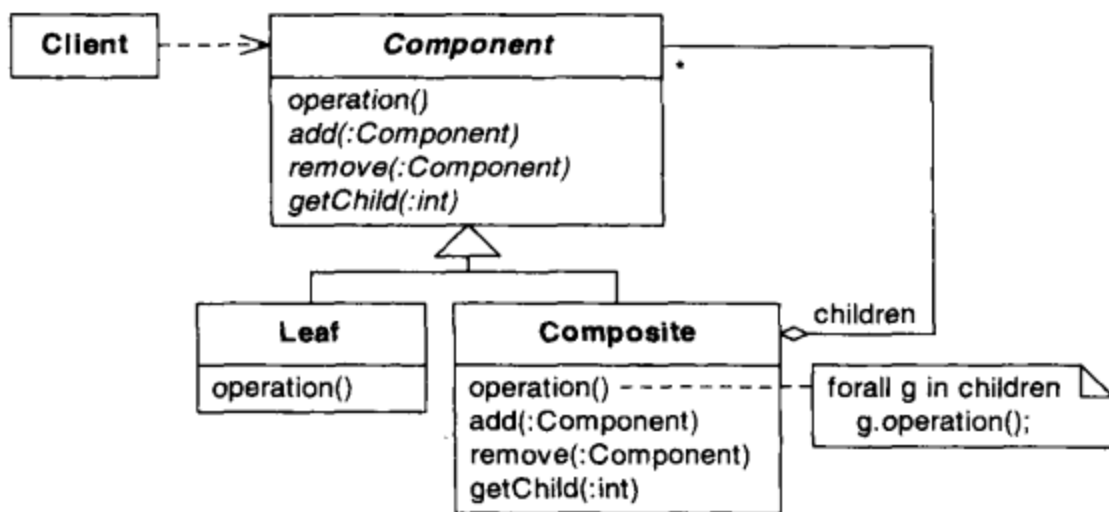 Client
Component
*
operation()
add(:Component)
remove(:Component)
getChild(:int)
Leaf
operation()
Composite
children
operation()
add(:Component)
remove(:Component)
getChild(:int)
forall g in children
g.operation();